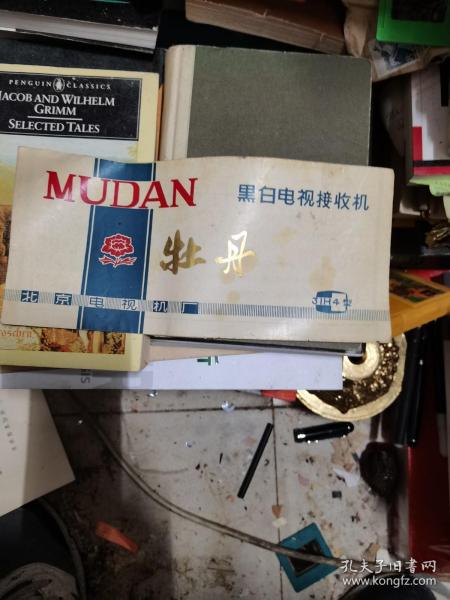 PENGUIN CLASSICS
JACOB AND WILHELM
GRIMM
SELECTED TALES
MUDAN
黑白电视接收机
牡丹
北京电视机厂
孔夫子旧书网
www.kongfz.com